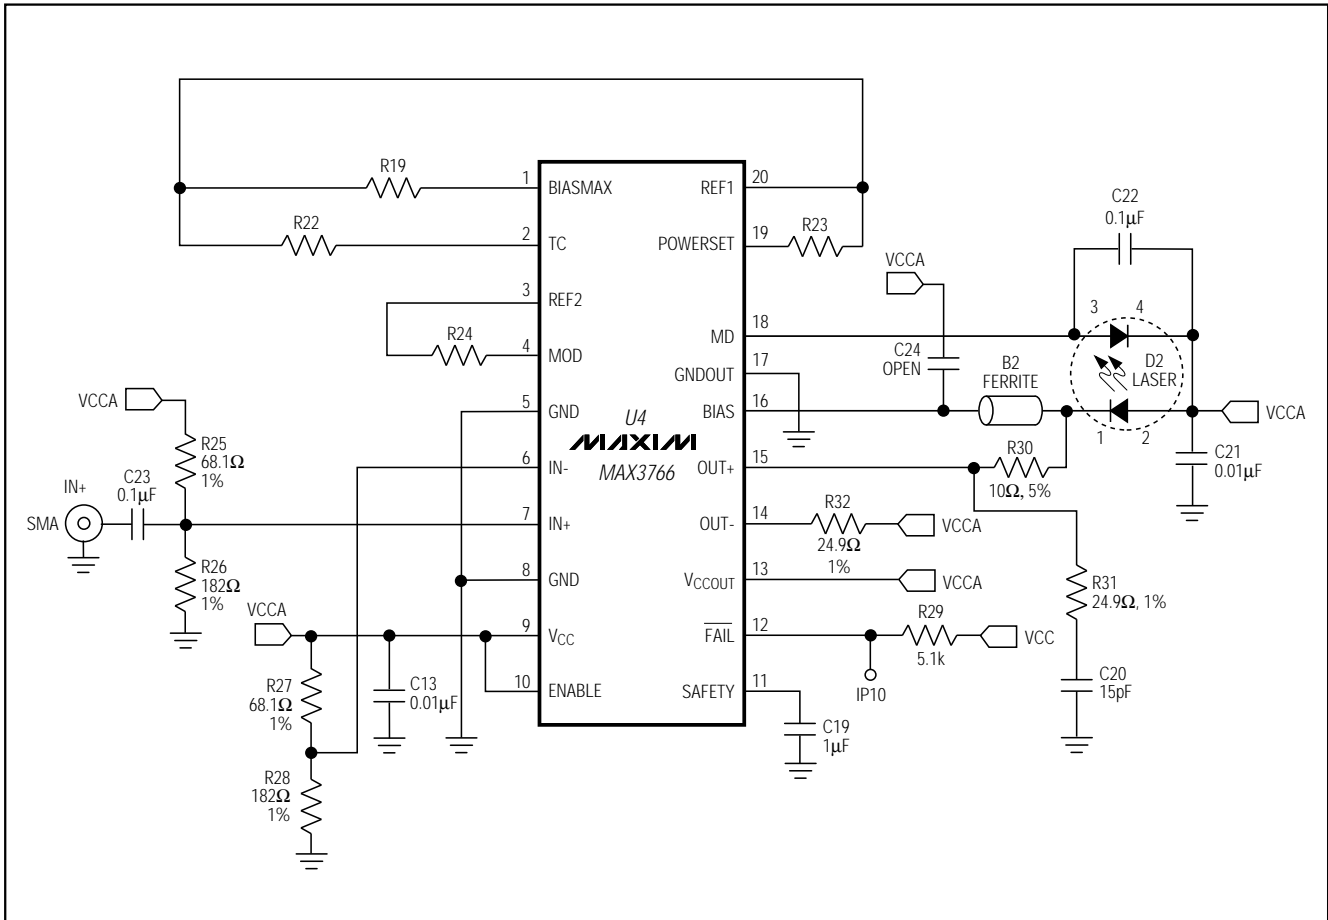 R19
1
BIASMAX
REF1
20
R22
2
TC
POWERSET
19
R23
C22
0.1μF
VCCA
3
REF2
R24
4
MOD
MD
18
3
4
C24
OPEN
GNDOUT
17
B2
FERRITE
D2
LASER
BIAS
16
1
2
VCCA
VCCA
R25
68.1Ω
1%
5
GND
U4
MAXIM
MAX3766
6
IN-
OUT+
15
R30
10Ω, 5%
C21
0.01μF
IN+
SMA
C23
0.1μF
7
IN+
OUT-
14
R32
24.9Ω
1%
VCCA
R26
182Ω
1%
8
GND
VCCOUT
13
VCCA
R31
24.9Ω, 1%
VCCA
9
VCC
FAIL
12
R29
5.1k
VCC
IP10
R27
68.1Ω
1%
C13
0.01μF
10
ENABLE
SAFETY
11
C20
15pF
C19
1μF
R28
182Ω
1%